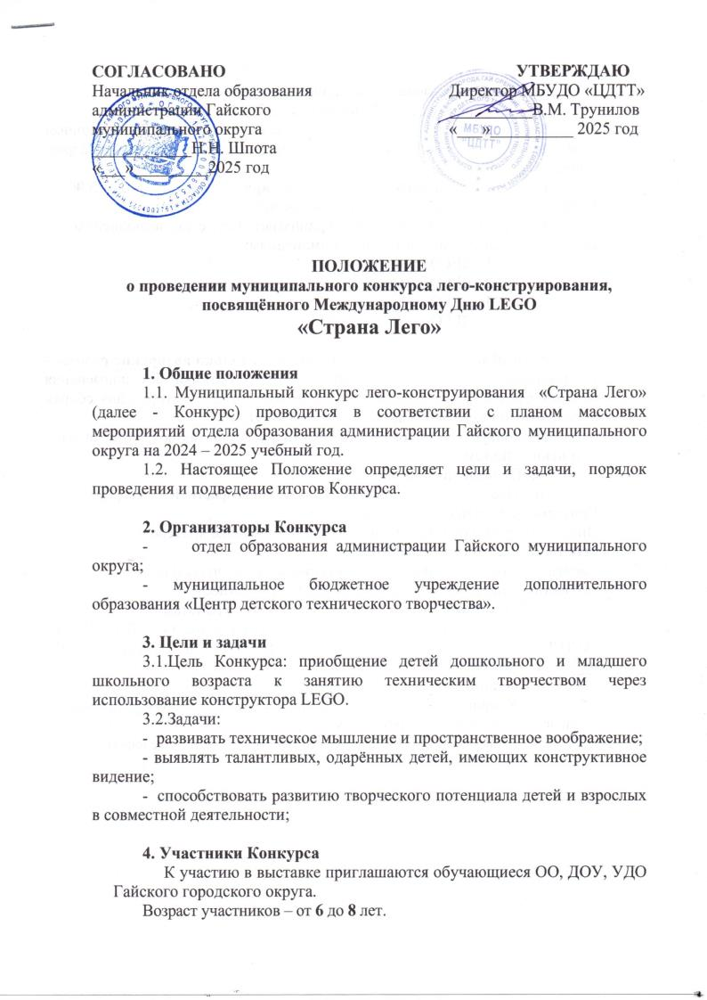 СОГЛАСОВАНО
Начальник отдела образования
администрации Гайского
муниципального округа
____________Н.Н. Шпота
«___»_________2025 год
УТВЕРЖДАЮ
Директор МБУДО «ЦДТТ»
__________В.М. Трунилов
«___»__________ 2025 год
МБУДО
"ЦДТТ"
ПОЛОЖЕНИЕ
о проведении муниципального конкурса лего-конструирования,
посвящённого Международному Дню LEGO
«Страна Лего»
1. Общие положения
1.1. Муниципальный конкурс лего-конструирования «Страна Лего»
(далее - Конкурс) проводится в соответствии с планом массовых
мероприятий отдела образования администрации Гайского муниципального
округа на 2024 – 2025 учебный год.
1.2. Настоящее Положение определяет цели и задачи, порядок
проведения и подведение итогов Конкурса.
2. Организаторы Конкурса
- отдел образования администрации Гайского муниципального
округа;
- муниципальное бюджетное учреждение дополнительного
образования «Центр детского технического творчества».
3. Цели и задачи
3.1.Цель Конкурса: приобщение детей дошкольного и младшего
школьного возраста к занятию техническим творчеством через
использование конструктора LEGO.
3.2.Задачи:
- развивать техническое мышление и пространственное воображение;
- выявлять талантливых, одарённых детей, имеющих конструктивное
видение;
- способствовать развитию творческого потенциала детей и взрослых
в совместной деятельности;
4. Участники Конкурса
К участию в выставке приглашаются обучающиеся ОО, ДОУ, УДО
Гайского городского округа.
Возраст участников – от 6 до 8 лет.